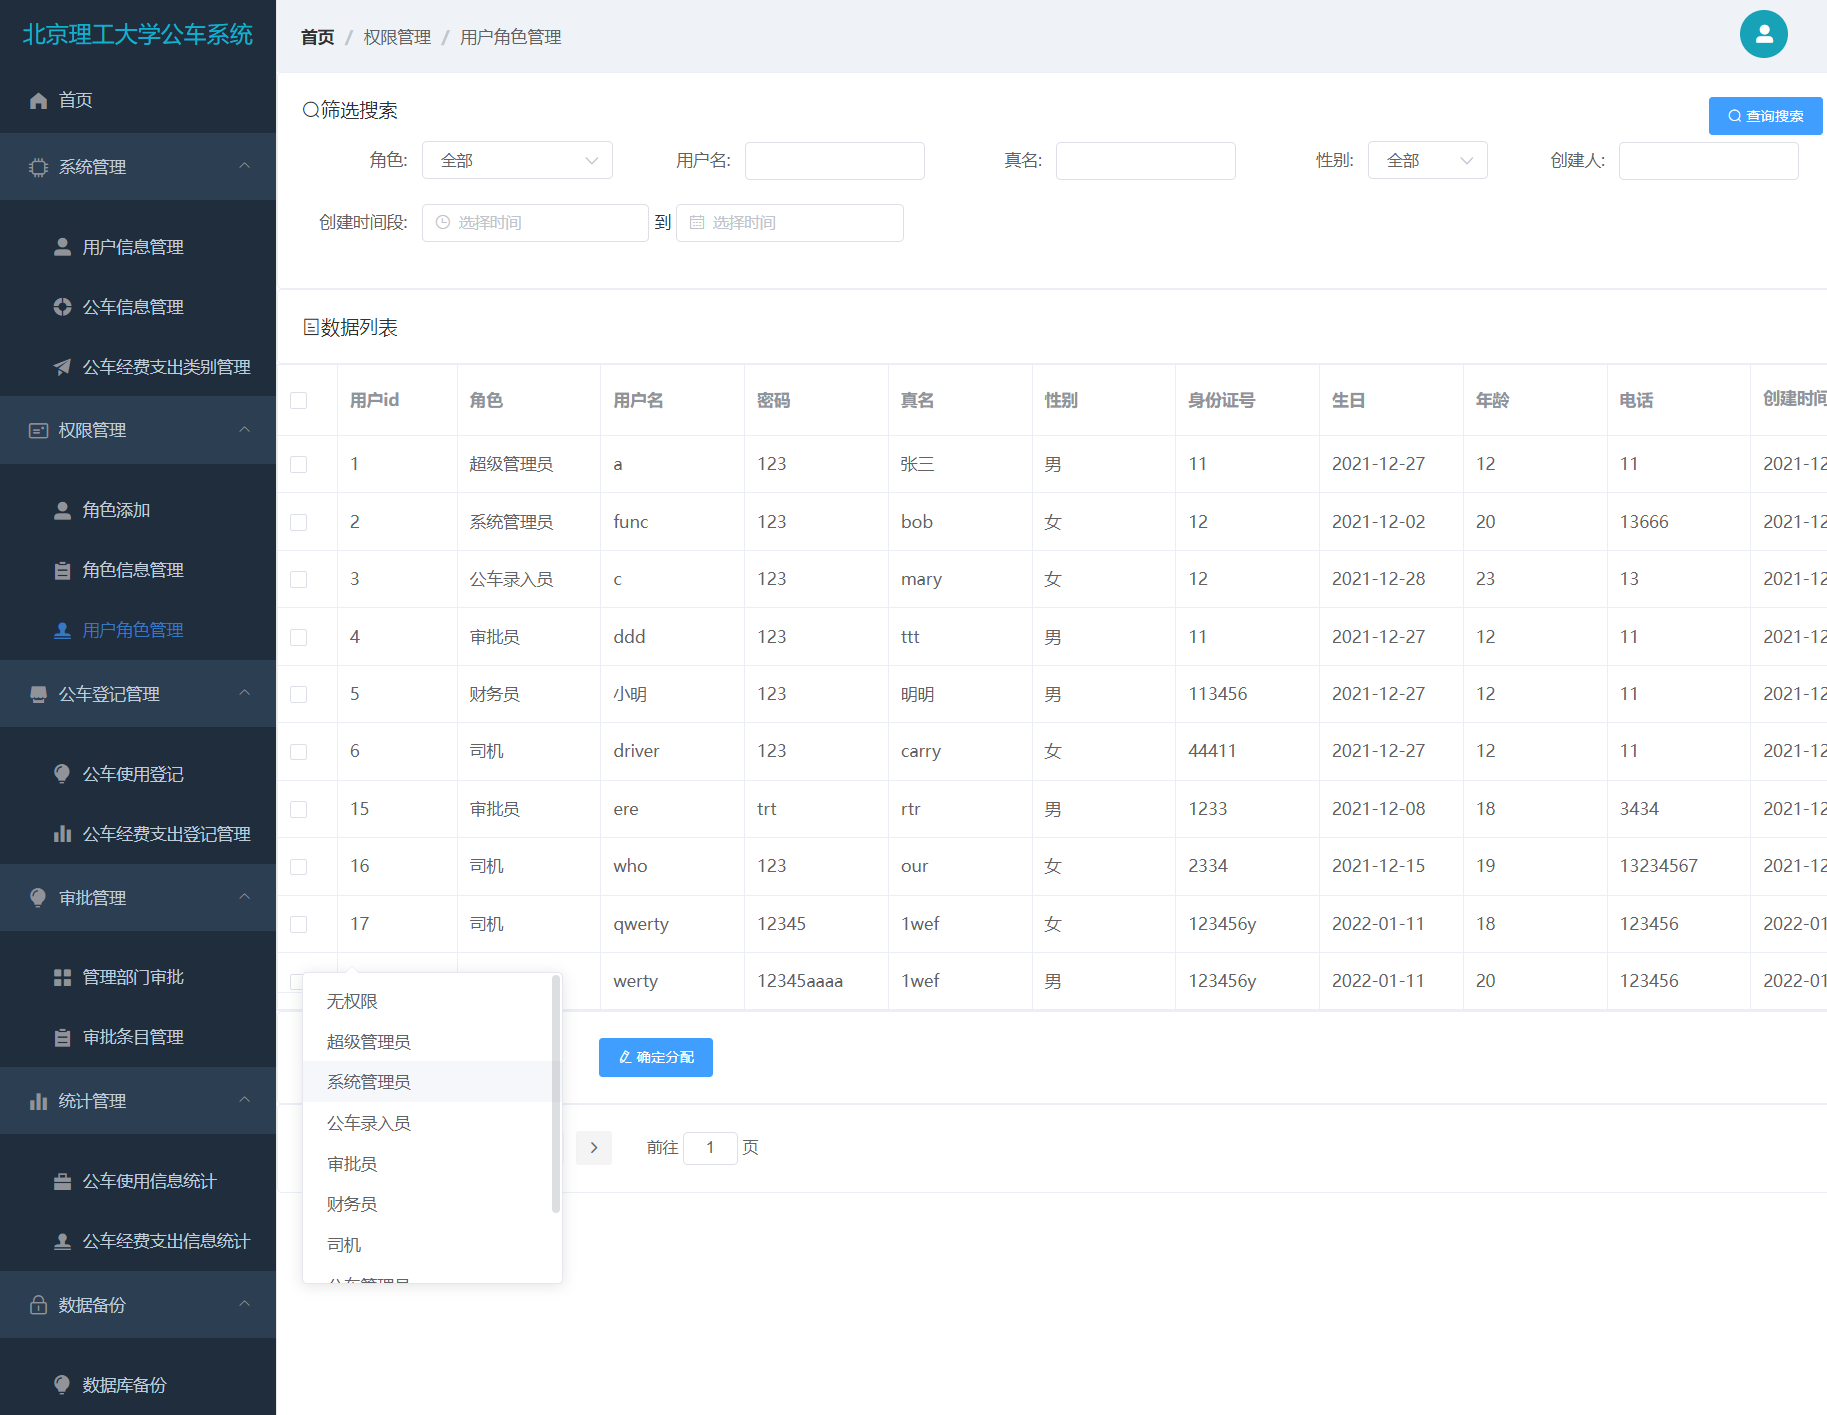 北京理工大学公车系统
首页
系统管理
用户信息管理
公车信息管理
公车经费支出类别管理
权限管理
角色添加
角色信息管理
用户角色管理
公车登记管理
公车使用登记
公车经费支出登记管理
审批管理
管理部门审批
审批条目管理
统计管理
公车使用信息统计
公车经费支出信息统计
数据备份
数据库备份
首页 / 权限管理 / 用户角色管理
筛选搜索
查询搜索
角色: 全部 用户名: 真名: 性别: 全部 创建人:
创建时间段: 选择时间 到 选择时间
数据列表
用户id 角色 用户名 密码 真名 性别 身份证号 生日 年龄 电话 创建时间
1 超级管理员 a 123 张三 男 11 2021-12-27 12 11 2021-12
2 系统管理员 func 123 bob 女 12 2021-12-02 20 13666 2021-12
3 公车录入员 c 123 mary 女 12 2021-12-28 23 13 2021-12
4 审批员 ddd 123 ttt 男 11 2021-12-27 12 11 2021-12
5 财务员 小明 123 明明 男 113456 2021-12-27 12 11 2021-12
6 司机 driver 123 carry 女 44411 2021-12-27 12 11 2021-12
15 审批员 ere trt rtr 男 1233 2021-12-08 18 3434 2021-12
16 司机 who 123 our 女 2334 2021-12-15 19 13234567 2021-12
17 司机 qwerty 12345 1wef 女 123456y 2022-01-11 18 123456 2022-01
werty 12345aaaa 1wef 男 123456y 2022-01-11 20 123456 2022-01
无权限
超级管理员
系统管理员
公车录入员
审批员
财务员
司机
公车管理员
确定分配
前往 1 页